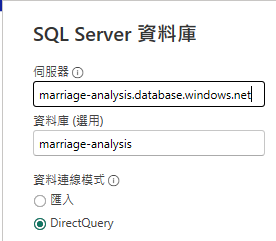 SQL Server 資料庫
伺服器
marriage-analysis.database.windows.net
資料庫 (選用)
marriage-analysis
資料連線模式
匯入
DirectQuery